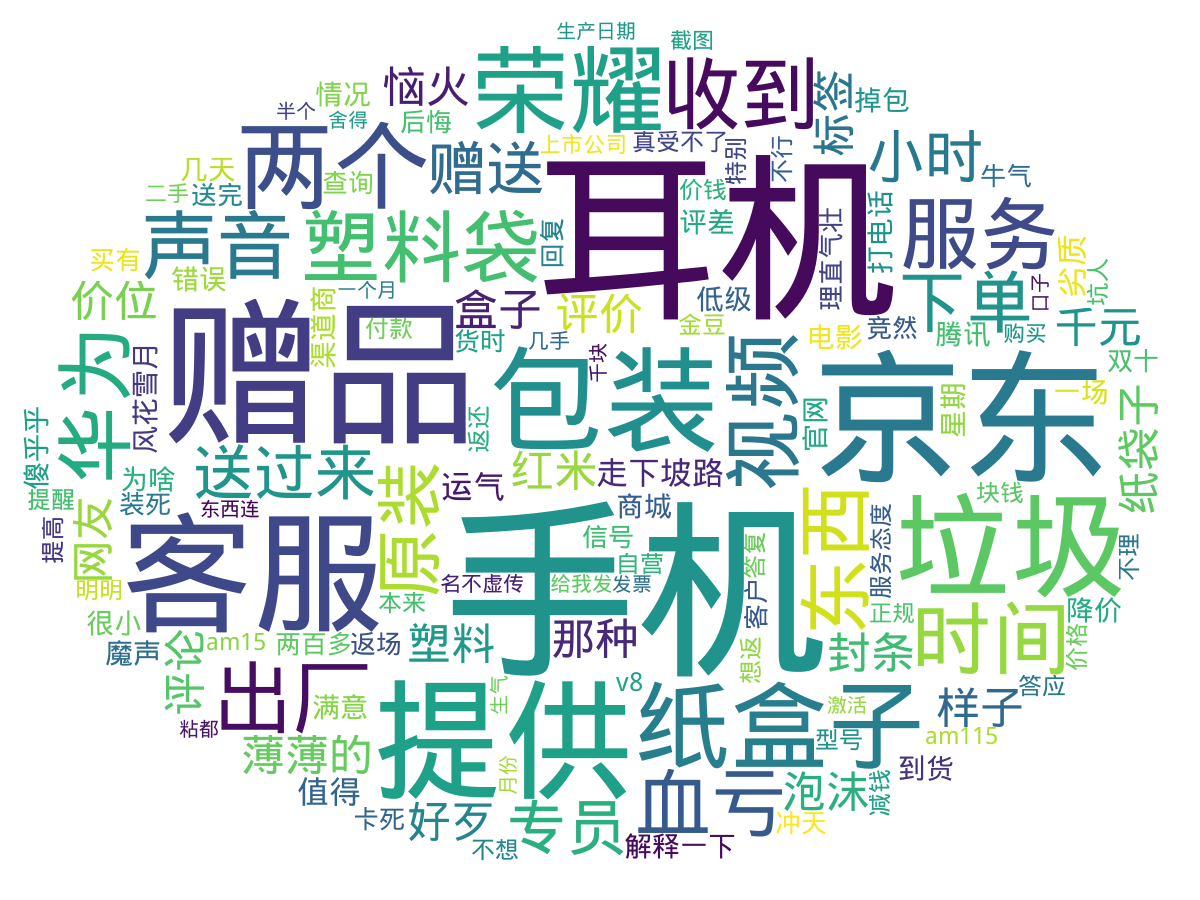 生产日期
截图
荣耀
收到
恼火
标签
掉包
情况
半个
舍得
后悔
两个
赠送
上市公司
真受不了
特别
不行
小时
牛气
几天
查询
二手
送完
耳机
价钱
评差
打电话
服务
声音
塑料袋
回复
理直气壮
买有
错误
价位
渠道商
一个月
付款
盒子
货时
评价
低级
金豆
几手
千块
电影
竞然
下单
腾讯
购买
口子
劣质
坑人
千元
双十
华为
风花雪月
赠品
包装
视频
京东
官网
星期
一场
纸袋子
傻乎乎
为啥
提醒
装死
送过来
东西连
原装
返还
运气
红米
走下坡路
商城
信号
自营
块钱
垃圾
不理
网友
提高
明明
客服
手机
名不虚传
给我发
发票
本来
客户
答复
东西
服务态度
正规
时间
降价
价格
很小
魔声
am15
两百多
返场
塑料
那种
封条
评论
出厂
满意
粘都
提供
生气
v8
想返
纸盒子
激活
型号
样子
答应
am115
薄薄的
月份
到货
值得
卡死
好歹
专员
血亏
泡沫
减钱
冲天
不想
解释一下